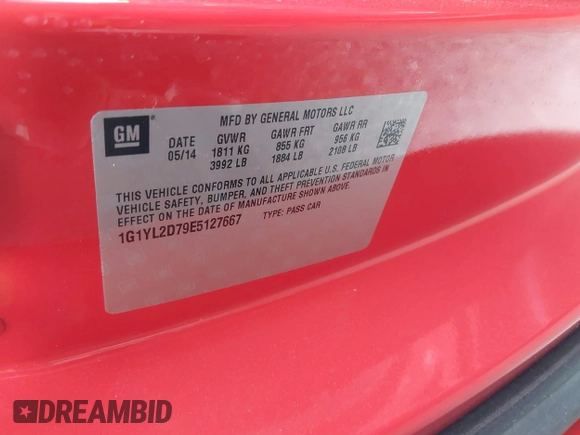 MFD BY GENERAL MOTORS LLC
GM
DATE GVWR GAWR FRT GAWR RR
05/14 1811 KG 855 KG 956 KG
3992 LB 1884 LB 2108 LB
THIS VEHICLE CONFORMS TO ALL APPLICABLE U.S. FEDERAL MOTOR
VEHICLE SAFETY, BUMPER, AND THEFT PREVENTION STANDARDS IN
EFFECT ON THE DATE OF MANUFACTURE SHOWN ABOVE.
1G1YL2D79E5127667 TYPE: PASS CAR
DREAMBID